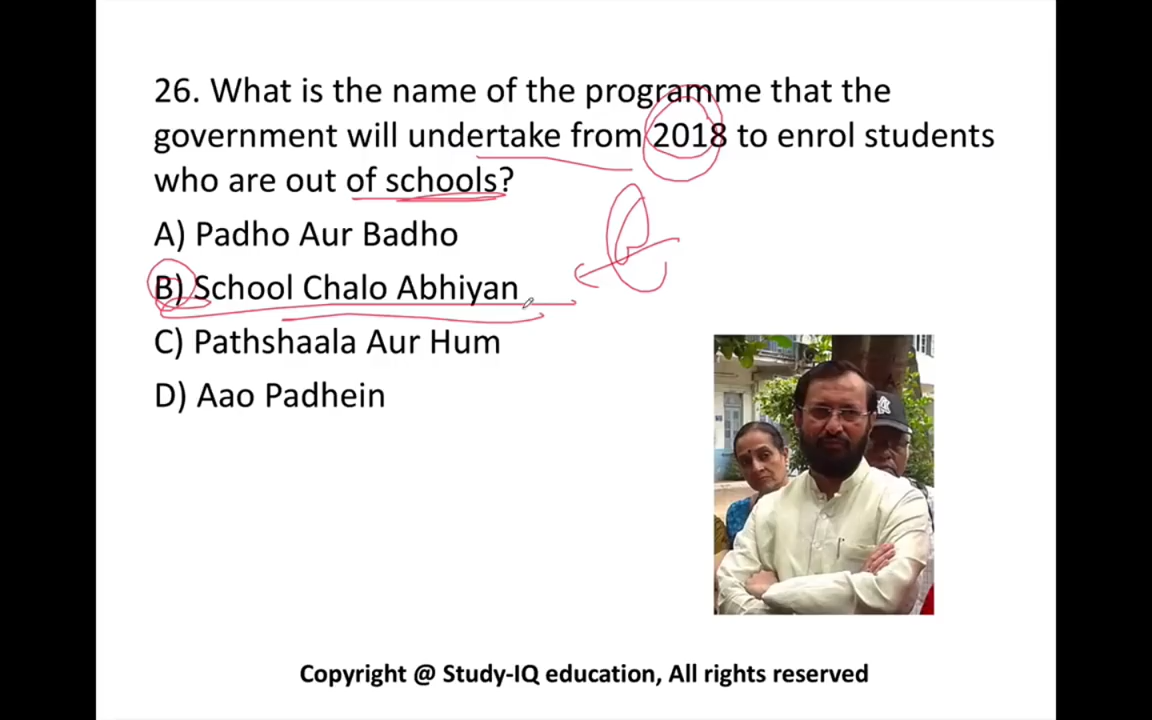 26. What is the name of the programme that the
government will undertake from 2018 to enrol students
who are out of schools?
A) Padho Aur Badho
B) School Chalo Abhiyan
C) Pathshaala Aur Hum
D) Aao Padhein
Copyright @ Study-IQ education, All rights reserved